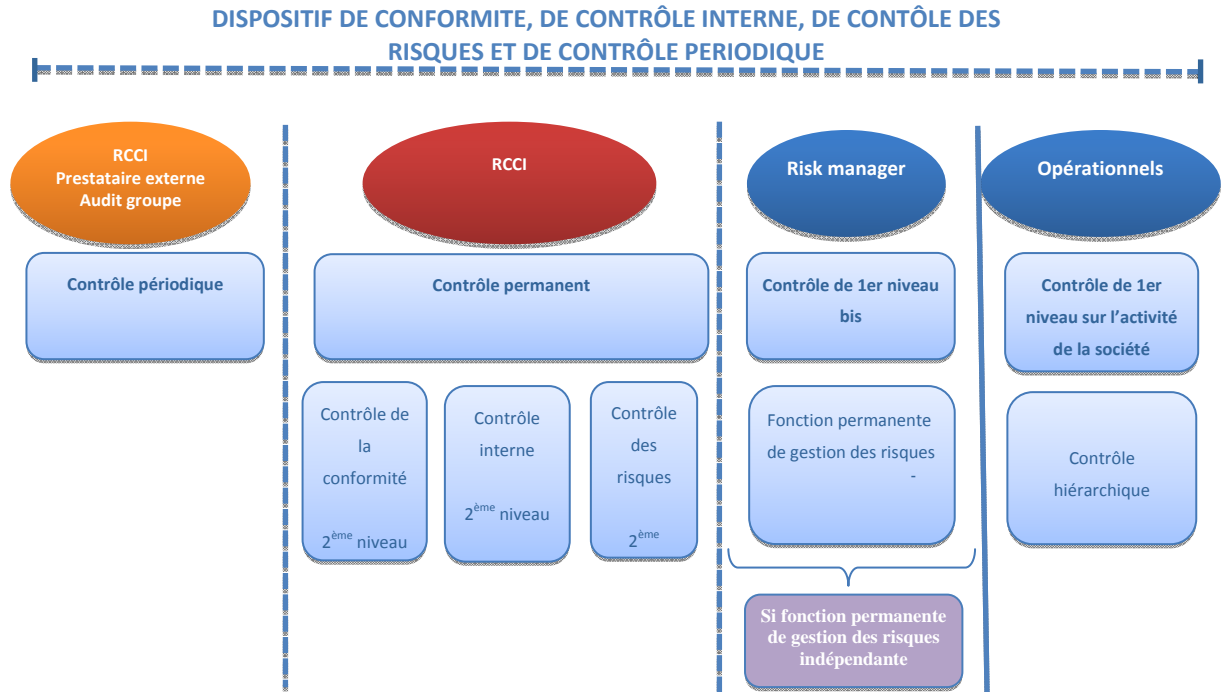 DISPOSITIF DE CONFORMITE, DE CONTRÔLE INTERNE, DE CONTÔLE DES
RISQUES ET DE CONTRÔLE PERIODIQUE
RCCI
Prestataire externe
Audit groupe
Contrôle périodique
RCCI
Contrôle permanent
Contrôle de
la
conformité
2ème niveau
Contrôle
interne
2ème niveau
Contrôle
des
risques
2ème
Risk manager
Contrôle de 1er niveau
bis
Fonction permanente
de gestion des risques
-
Si fonction permanente
de gestion des risques
indépendante
Opérationnels
Contrôle de 1er
niveau sur l’activité
de la société
Contrôle
hiérarchique